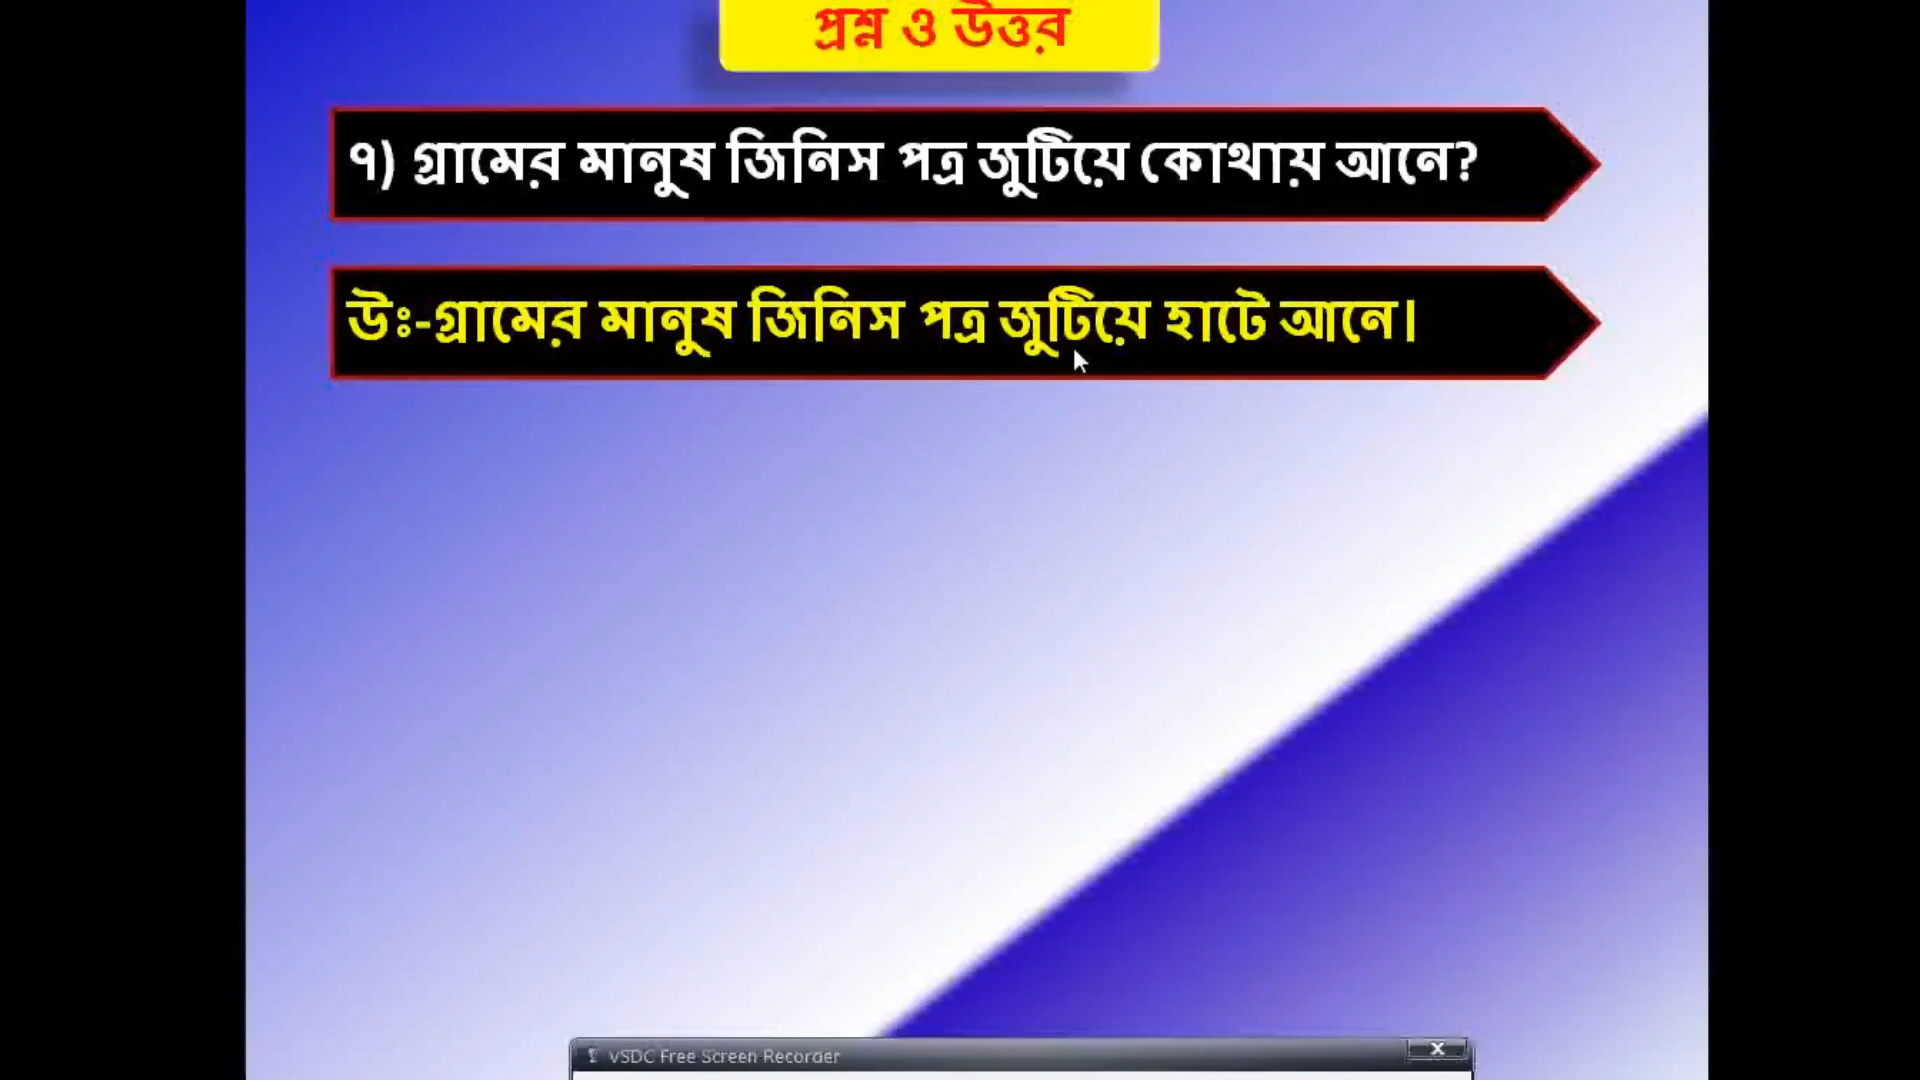 প্রশ্ন ও উত্তর
৭) গ্রামের মানুষ জিনিস পত্র জুটিয়ে কোথায় আনে?
উঃ-গ্রামের মানুষ জিনিস পত্র জুটিয়ে হাটে আনে।
VSDC Free Screen Recorder